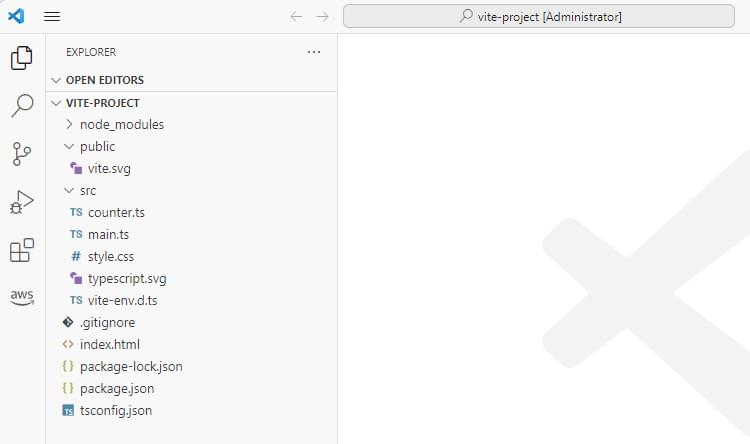 vite-project [Administrator]
EXPLORER
OPEN EDITORS
VITE-PROJECT
node_modules
public
vite.svg
src
TS counter.ts
TS main.ts
# style.css
typescript.svg
TS vite-env.d.ts
.gitignore
<> index.html
{} package-lock.json
{} package.json
TS tsconfig.json
aws